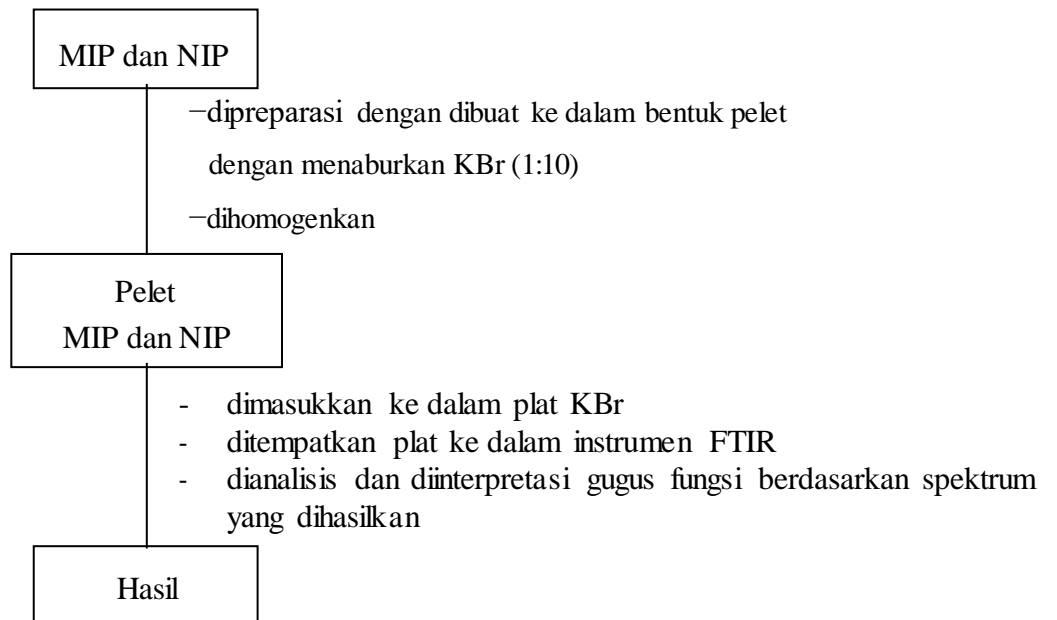 MIP dan NIP
−dipreparasi dengan dibuat ke dalam bentuk pelet
dengan menaburkan KBr (1:10)
−dihomogenkan
Pelet
MIP dan NIP
- dimasukkan ke dalam plat KBr
- ditempatkan plat ke dalam instrumen FTIR
- dianalisis dan diinterpretasi gugus fungsi berdasarkan spektrum
yang dihasilkan
Hasil